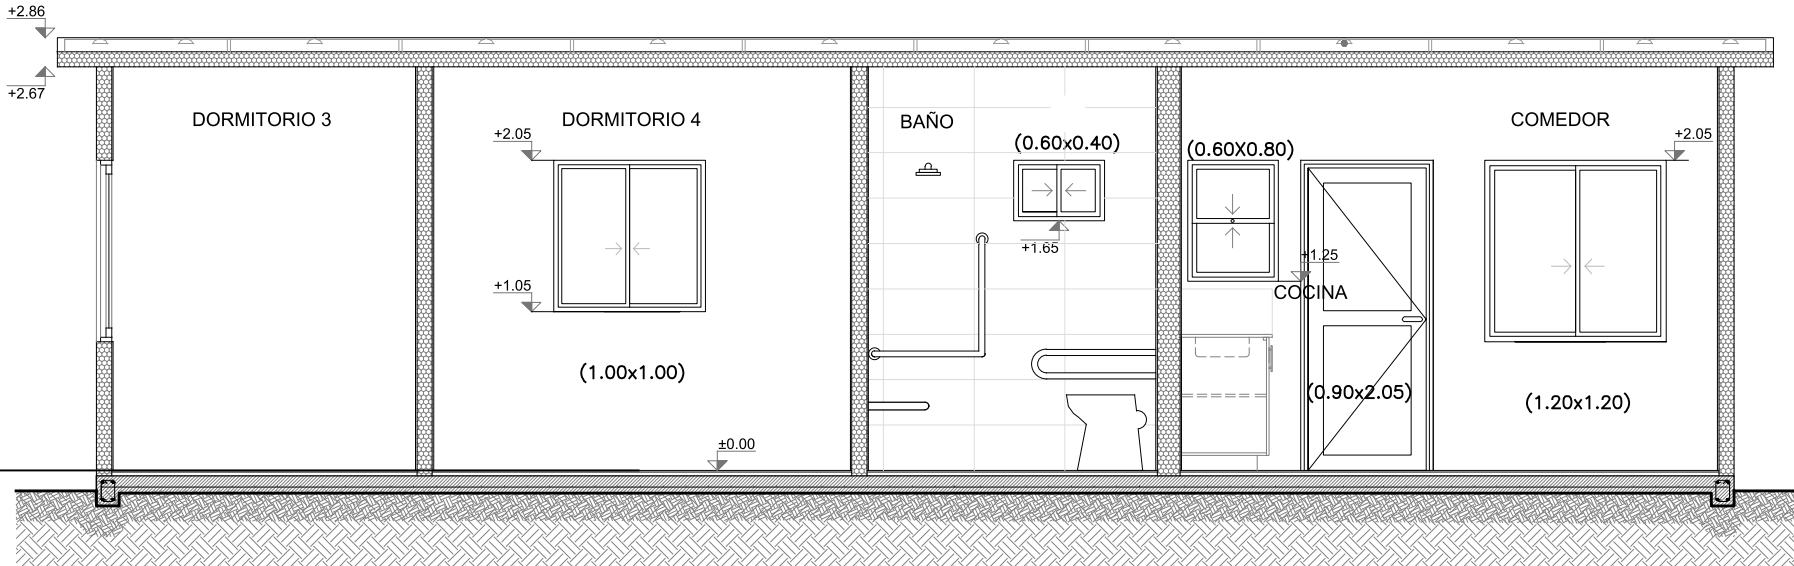 +2.86
+2.67
DORMITORIO 3
DORMITORIO 4
BAÑO
COMEDOR
+2.05
+2.05
(0.60x0.40)
(0.60X0.80)
+1.65
+1.25
+1.05
COCINA
(1.00x1.00)
(0.90x2.05)
(1.20x1.20)
±0.00